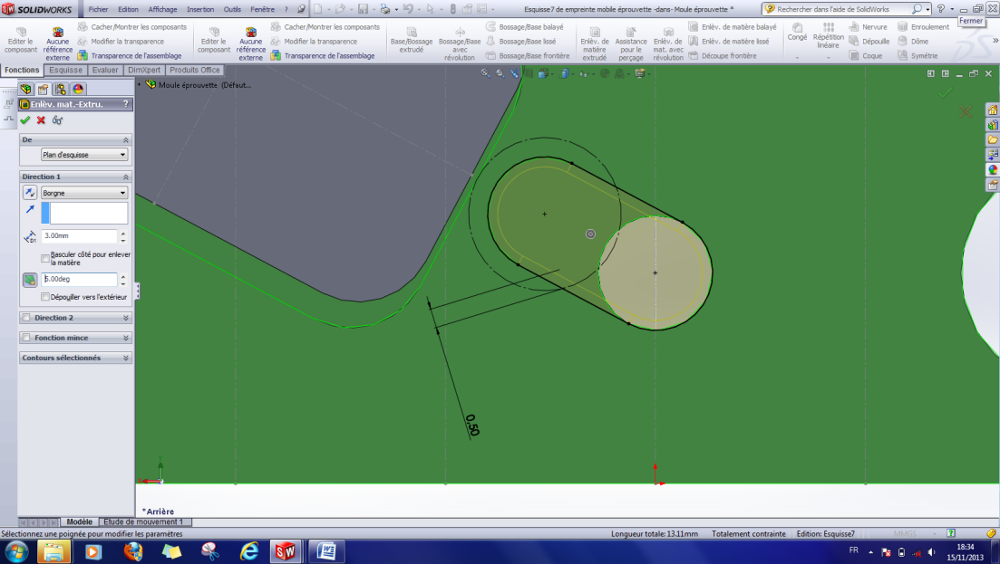 SOLIDWORKS Fichier Edition Affichage Insertion Outils Fenêtre ? Esquisse7 de empreinte mobile éprouvette -dans- Moule éprouvette * Rechercher dans l'aide de SolidWorks
Fermer
Editer le composant
Aucune référence externe
Cacher/Montrer les composants
Modifier la transparence
Transparence de l'assemblage
Editer le composant
Aucune référence externe
Cacher/Montrer les composants
Modifier la transparence
Transparence de l'assemblage
Base/Bossage extrudé
Bossage/Base avec révolution
Bossage/Base balayé
Bossage/Base lissé
Bossage/Base frontière
Enlèv. de matière extrudé
Assistance pour le perçage
Enlèv. de mat. avec révolution
Enlèv. de matière balayé
Enlèv. de matière lissé
Découpe frontière
Congé
Répétition linéaire
Nervure
Dépouille
Coque
Enroulement
Dôme
Symétrie
Fonctions Esquisse Evaluer DimXpert Produits Office
Moule éprouvette (Défaut...
Enlèv. mat.-Extru. ?
De
Plan d'esquisse
Direction 1
Borgne
D1
3.00mm
Basculer côté pour enlever
la matière
5.00deg
Dépouiller vers l'extérieur
Direction 2
Fonction mince
Contours sélectionnés
0,50
*Arrière
Modèle Etude de mouvement 1
Sélectionnez une poignée pour modifier les paramètres Longueur totale: 13.11mm Totalement contrainte Edition: Esquisse7 MMGS
FR 18:34
15/11/2013